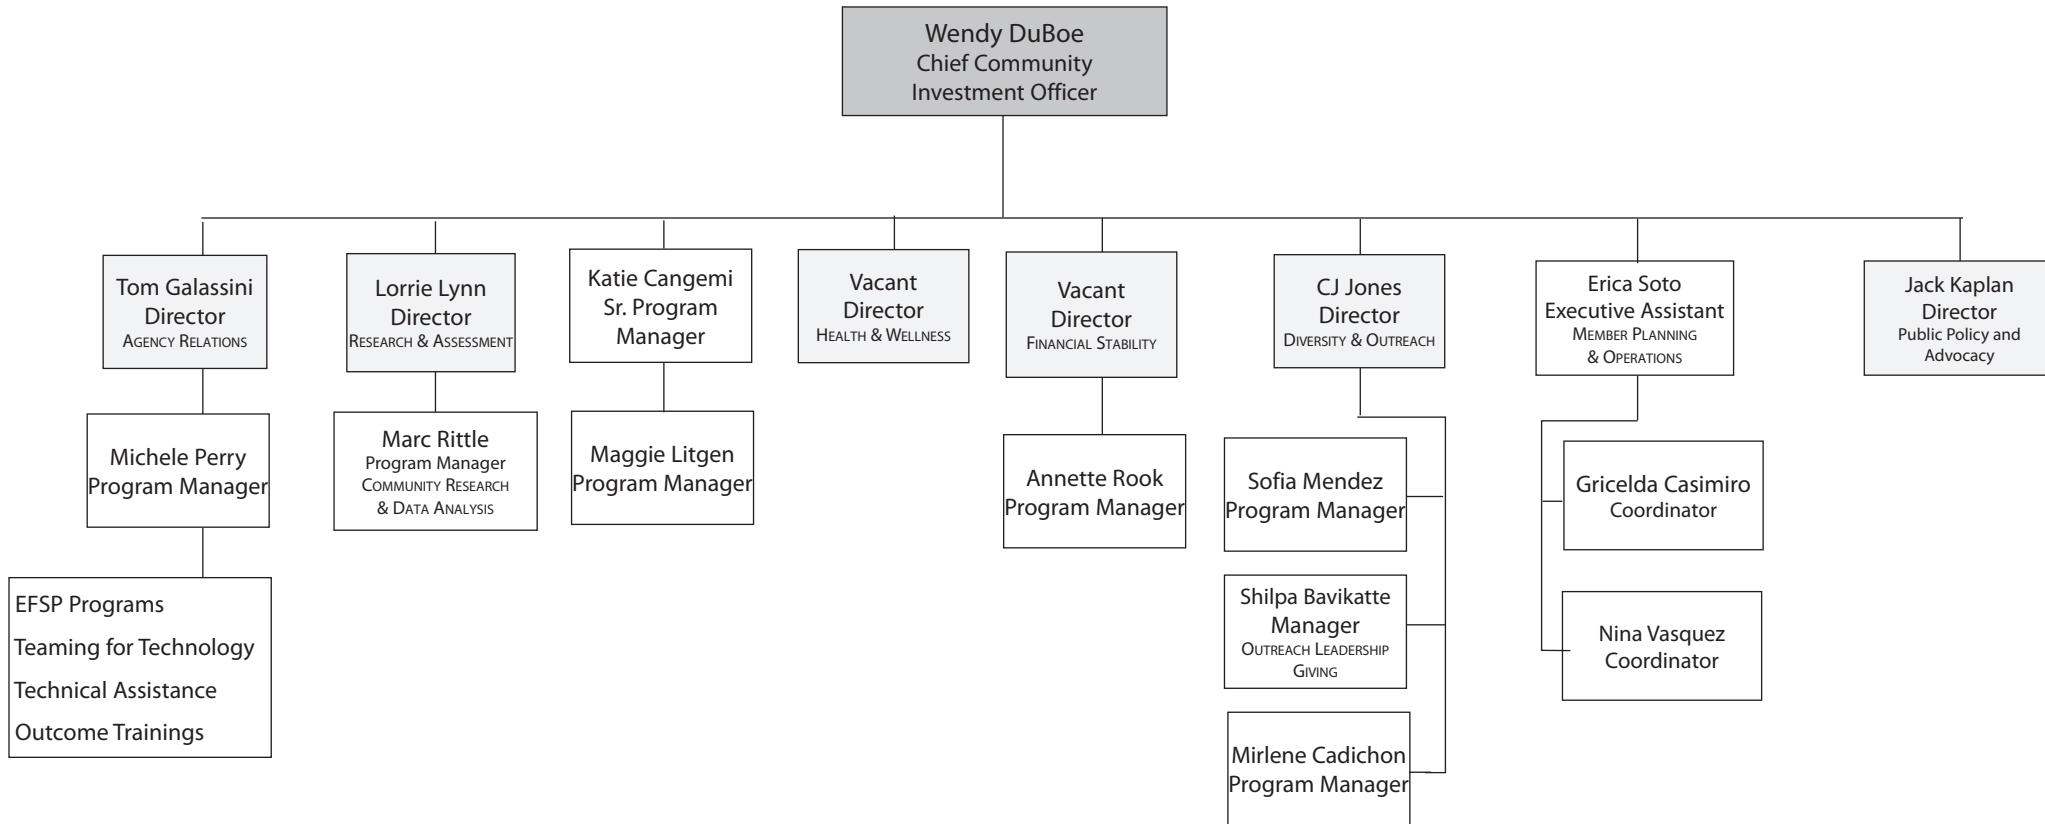 Wendy DuBoe
Chief Community
Investment Officer
Tom Galassini
Director
Agency Relations
Lorrie Lynn
Director
Research & Assessment
Katie Cangemi
Sr. Program
Manager
Vacant
Director
Health & Wellness
Vacant
Director
Financial Stability
CJ Jones
Director
Diversity & Outreach
Erica Soto
Executive Assistant
Member Planning
& Operations
Jack Kaplan
Director
Public Policy and
Advocacy
Michele Perry
Program Manager
Marc Rittle
Program Manager
Community Research
& Data Analysis
Maggie Litgen
Program Manager
Annette Rook
Program Manager
Sofia Mendez
Program Manager
Gricelda Casimiro
Coordinator
EFSP Programs
Teaming for Technology
Technical Assistance
Outcome Trainings
Shilpa Bavikatte
Manager
Outreach Leadership
Giving
Nina Vasquez
Coordinator
Mirlene Cadichon
Program Manager